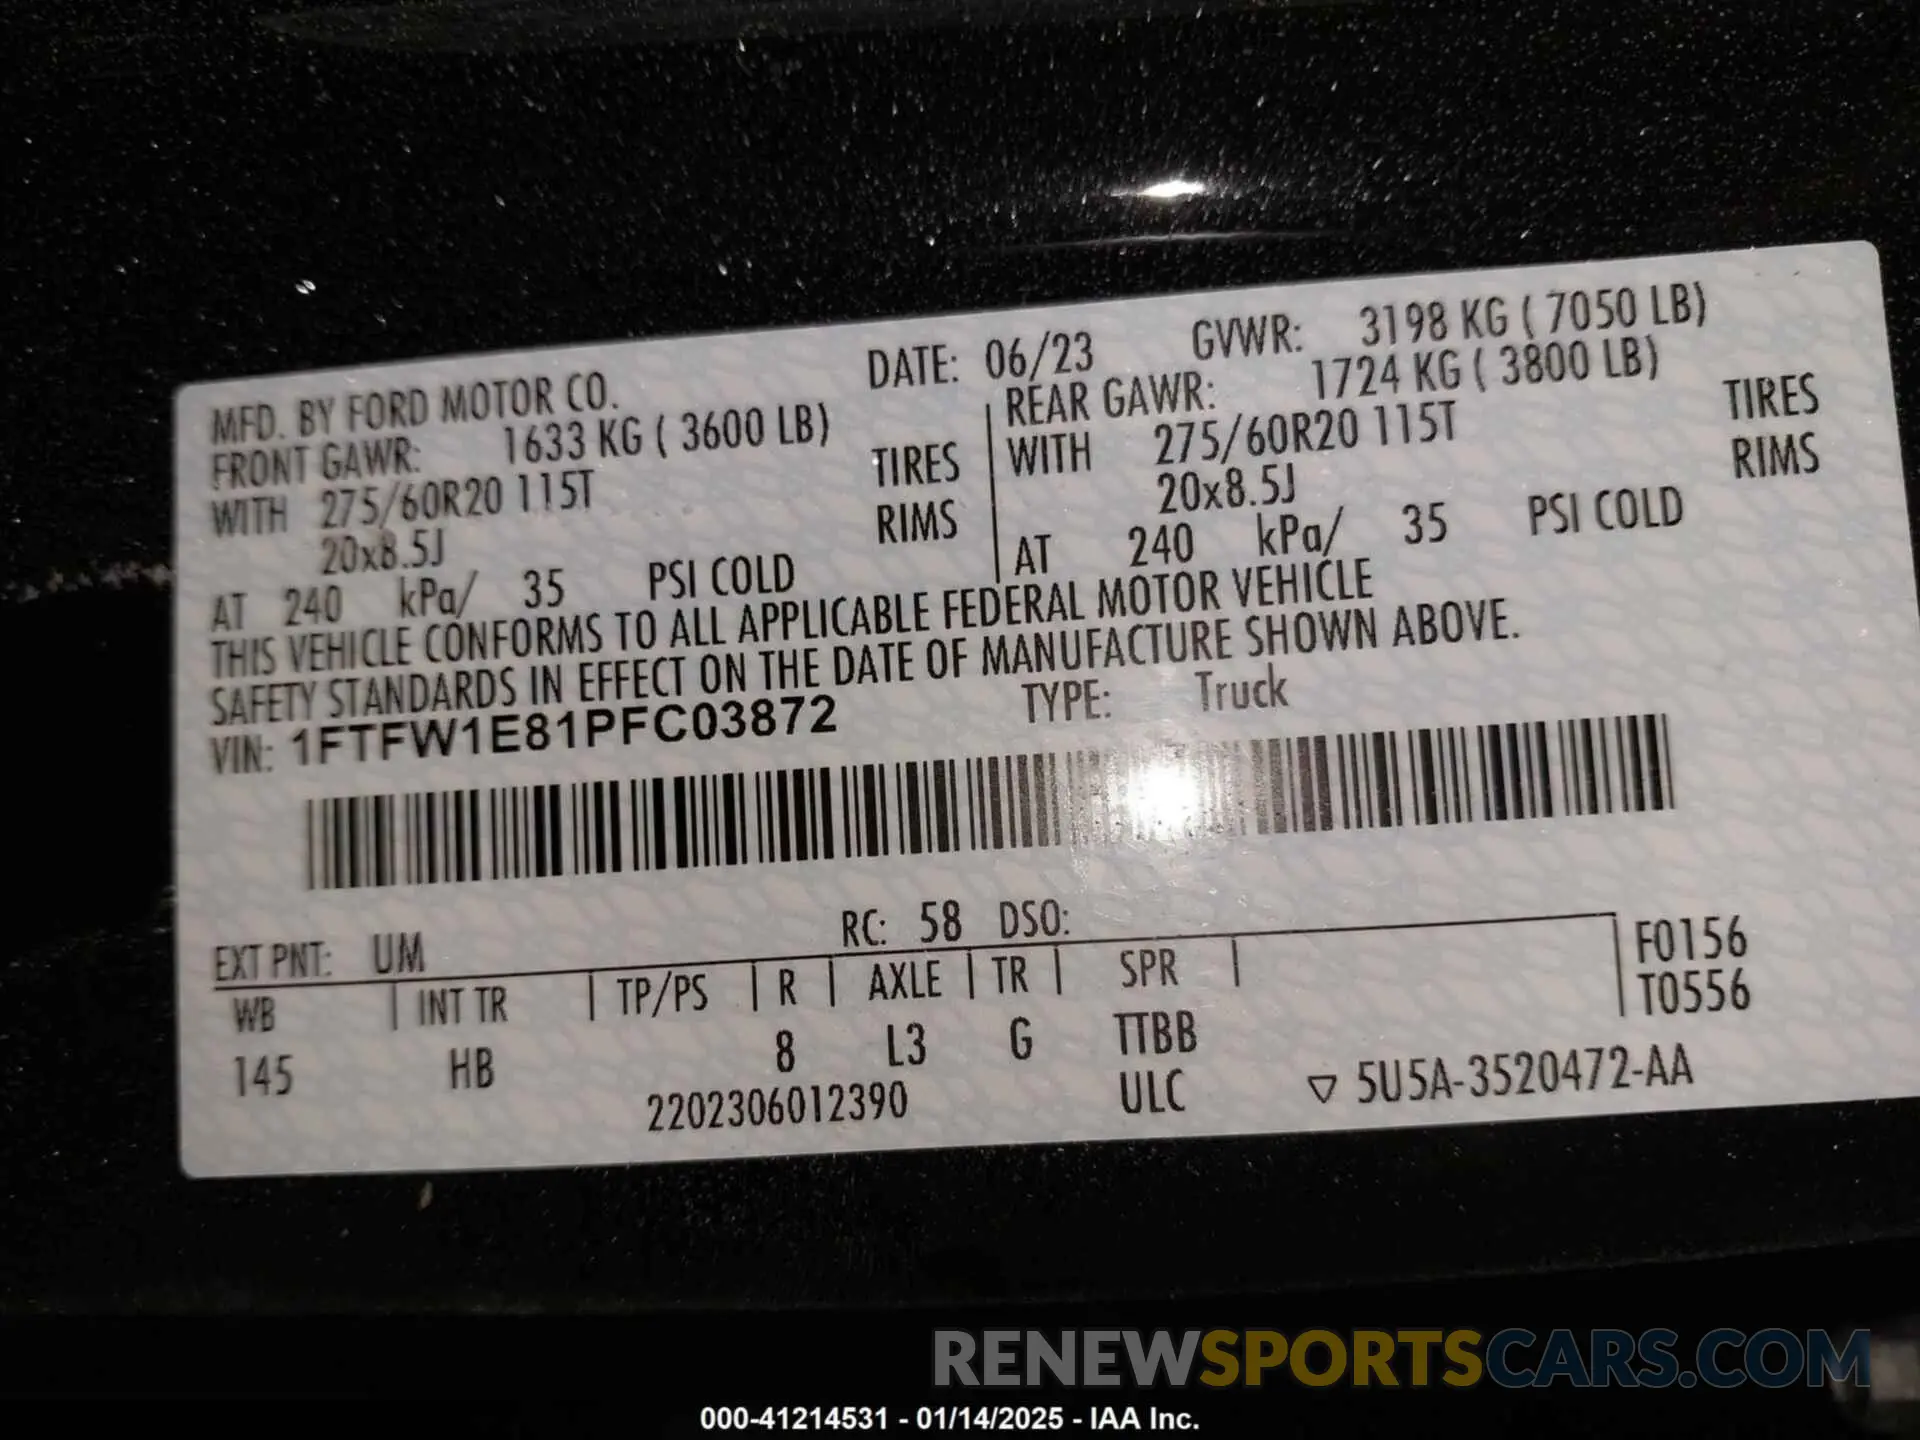 MFD. BY FORD MOTOR CO. DATE: 06/23 GVWR: 3198 KG ( 7050 LB)
FRONT GAWR: 1633 KG ( 3600 LB) REAR GAWR: 1724 KG ( 3800 LB)
WITH 275/60R20 115T TIRES WITH 275/60R20 115T TIRES
20x8.5J RIMS 20x8.5J RIMS
AT 240 kPa/ 35 PSI COLD AT 240 kPa/ 35 PSI COLD
THIS VEHICLE CONFORMS TO ALL APPLICABLE FEDERAL MOTOR VEHICLE
SAFETY STANDARDS IN EFFECT ON THE DATE OF MANUFACTURE SHOWN ABOVE.
VIN: 1FTFW1E81PFC03872 TYPE: Truck
EXT PNT: UM RC: 58 DSO:
WB INT TR TP/PS R AXLE TR SPR F0156
T0556
145 HB 8 L3 G TTBB
2202306012390 ULC ▽ 5U5A-3520472-AA
RENEWSPORTSCARS.COM
000-41214531 - 01/14/2025 - IAA Inc.